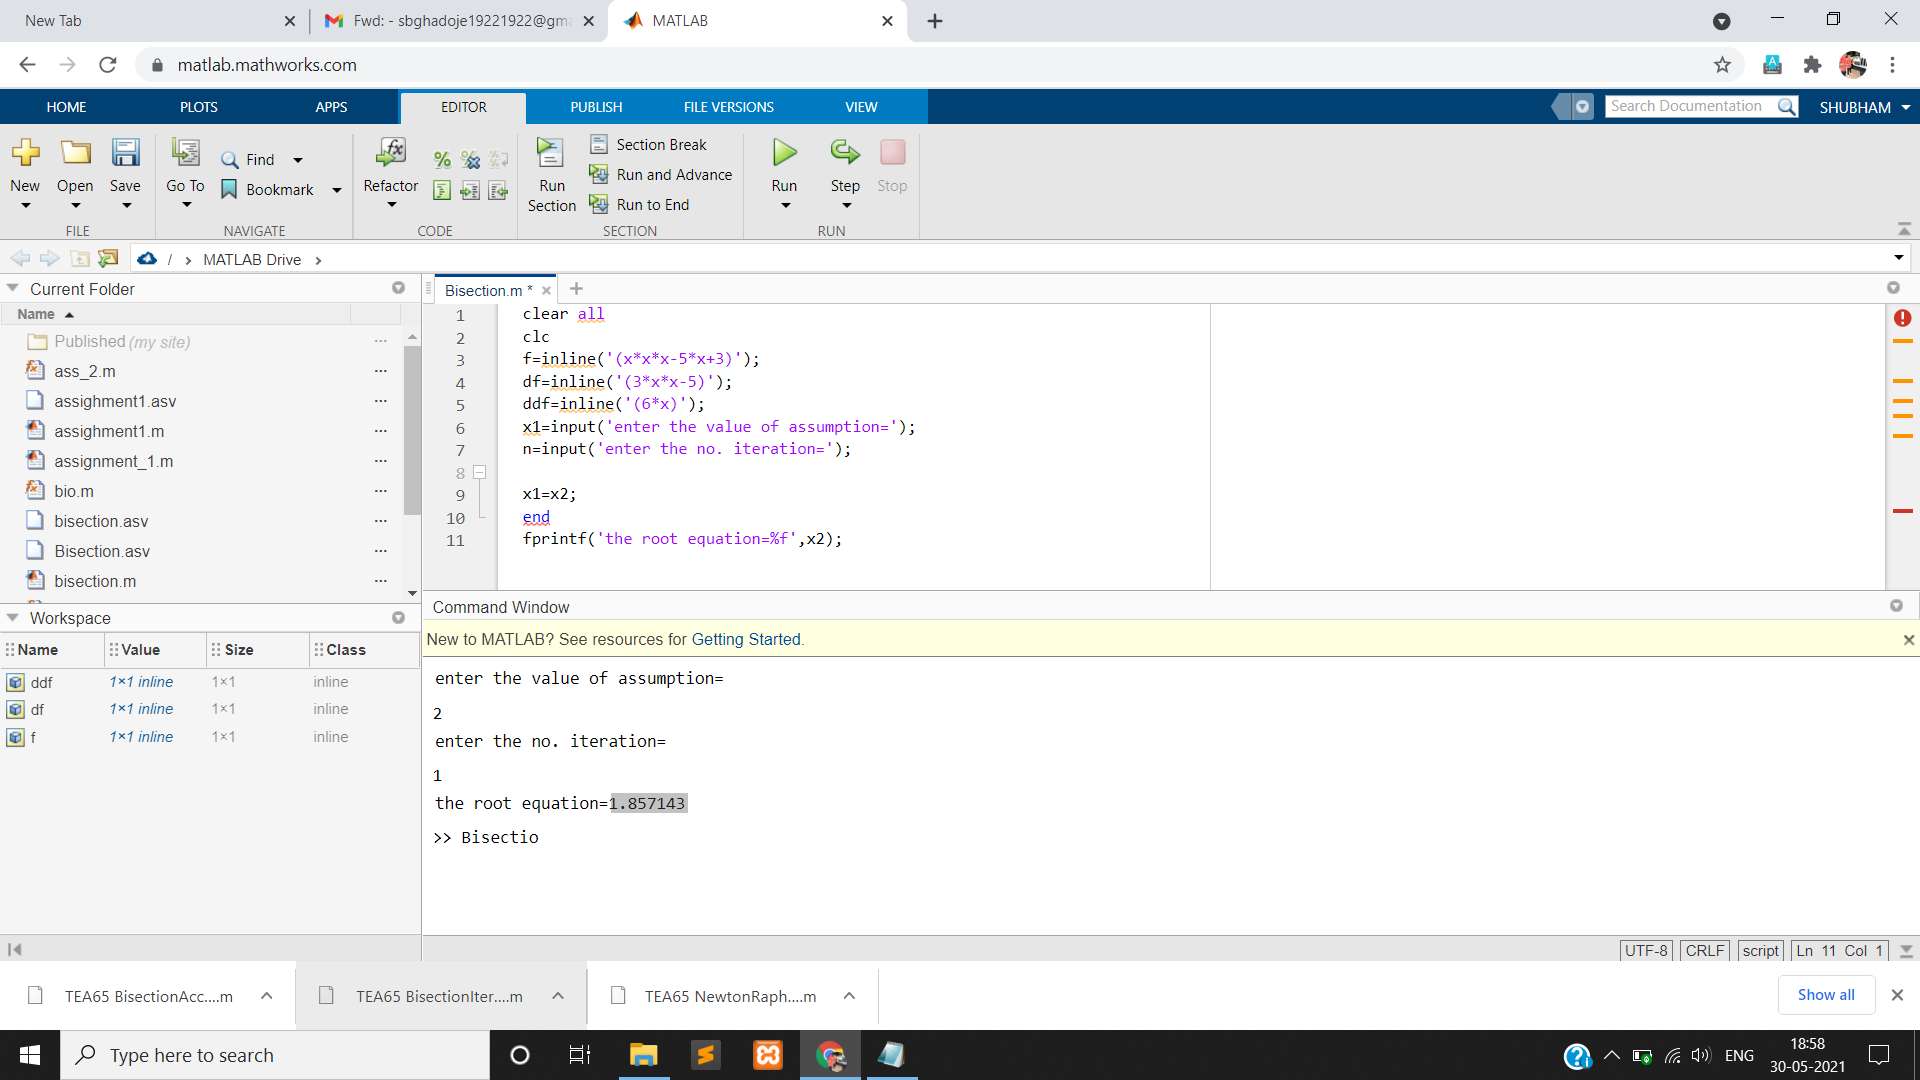 New Tab
Fwd: - sbghadoje19221922@gm
MATLAB
matlab.mathworks.com
HOME PLOTS APPS EDITOR PUBLISH FILE VERSIONS VIEW Search Documentation SHUBHAM
New Open Save Go To Find Bookmark Refactor Run Section Section Break Run and Advance Run to End Run Step Stop
FILE NAVIGATE CODE SECTION RUN
/ > MATLAB Drive >
Current Folder
Name
Published (my site)
ass_2.m
assighment1.asv
assighment1.m
assignment_1.m
bio.m
bisection.asv
Bisection.asv
bisection.m
Workspace
Name Value Size Class
ddf 1×1 inline 1×1 inline
df 1×1 inline 1×1 inline
f 1×1 inline 1×1 inline
Bisection.m *
1 clear all
2 clc
3 f=inline('(x*x*x-5*x+3)');
4 df=inline('(3*x*x-5)');
5 ddf=inline('(6*x)');
6 x1=input('enter the value of assumption=');
7 n=input('enter the no. iteration=');
8
9 x1=x2;
10 end
11 fprintf('the root equation=%f',x2);
Command Window
New to MATLAB? See resources for Getting Started.
enter the value of assumption=
2
enter the no. iteration=
1
the root equation=1.857143
>> Bisectio
UTF-8 CRLF script Ln 11 Col 1
TEA65 BisectionAcc....m
TEA65 BisectionIter....m
TEA65 NewtonRaph....m
Show all
Type here to search
ENG
18:58
30-05-2021